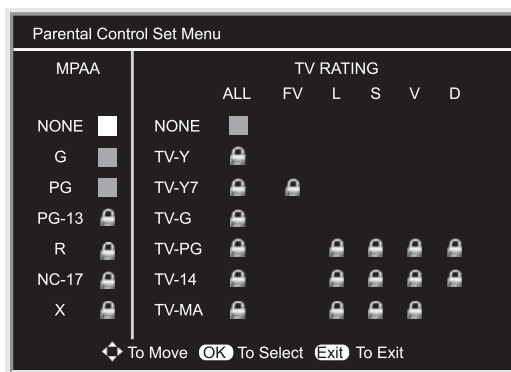 Parental Control Set Menu
MPAA TV RATING
ALL FV L S V D
NONE NONE
G TV-Y
PG TV-Y7
PG-13 TV-G
R TV-PG
NC-17 TV-14
X TV-MA
To Move OK To Select Exit To Exit